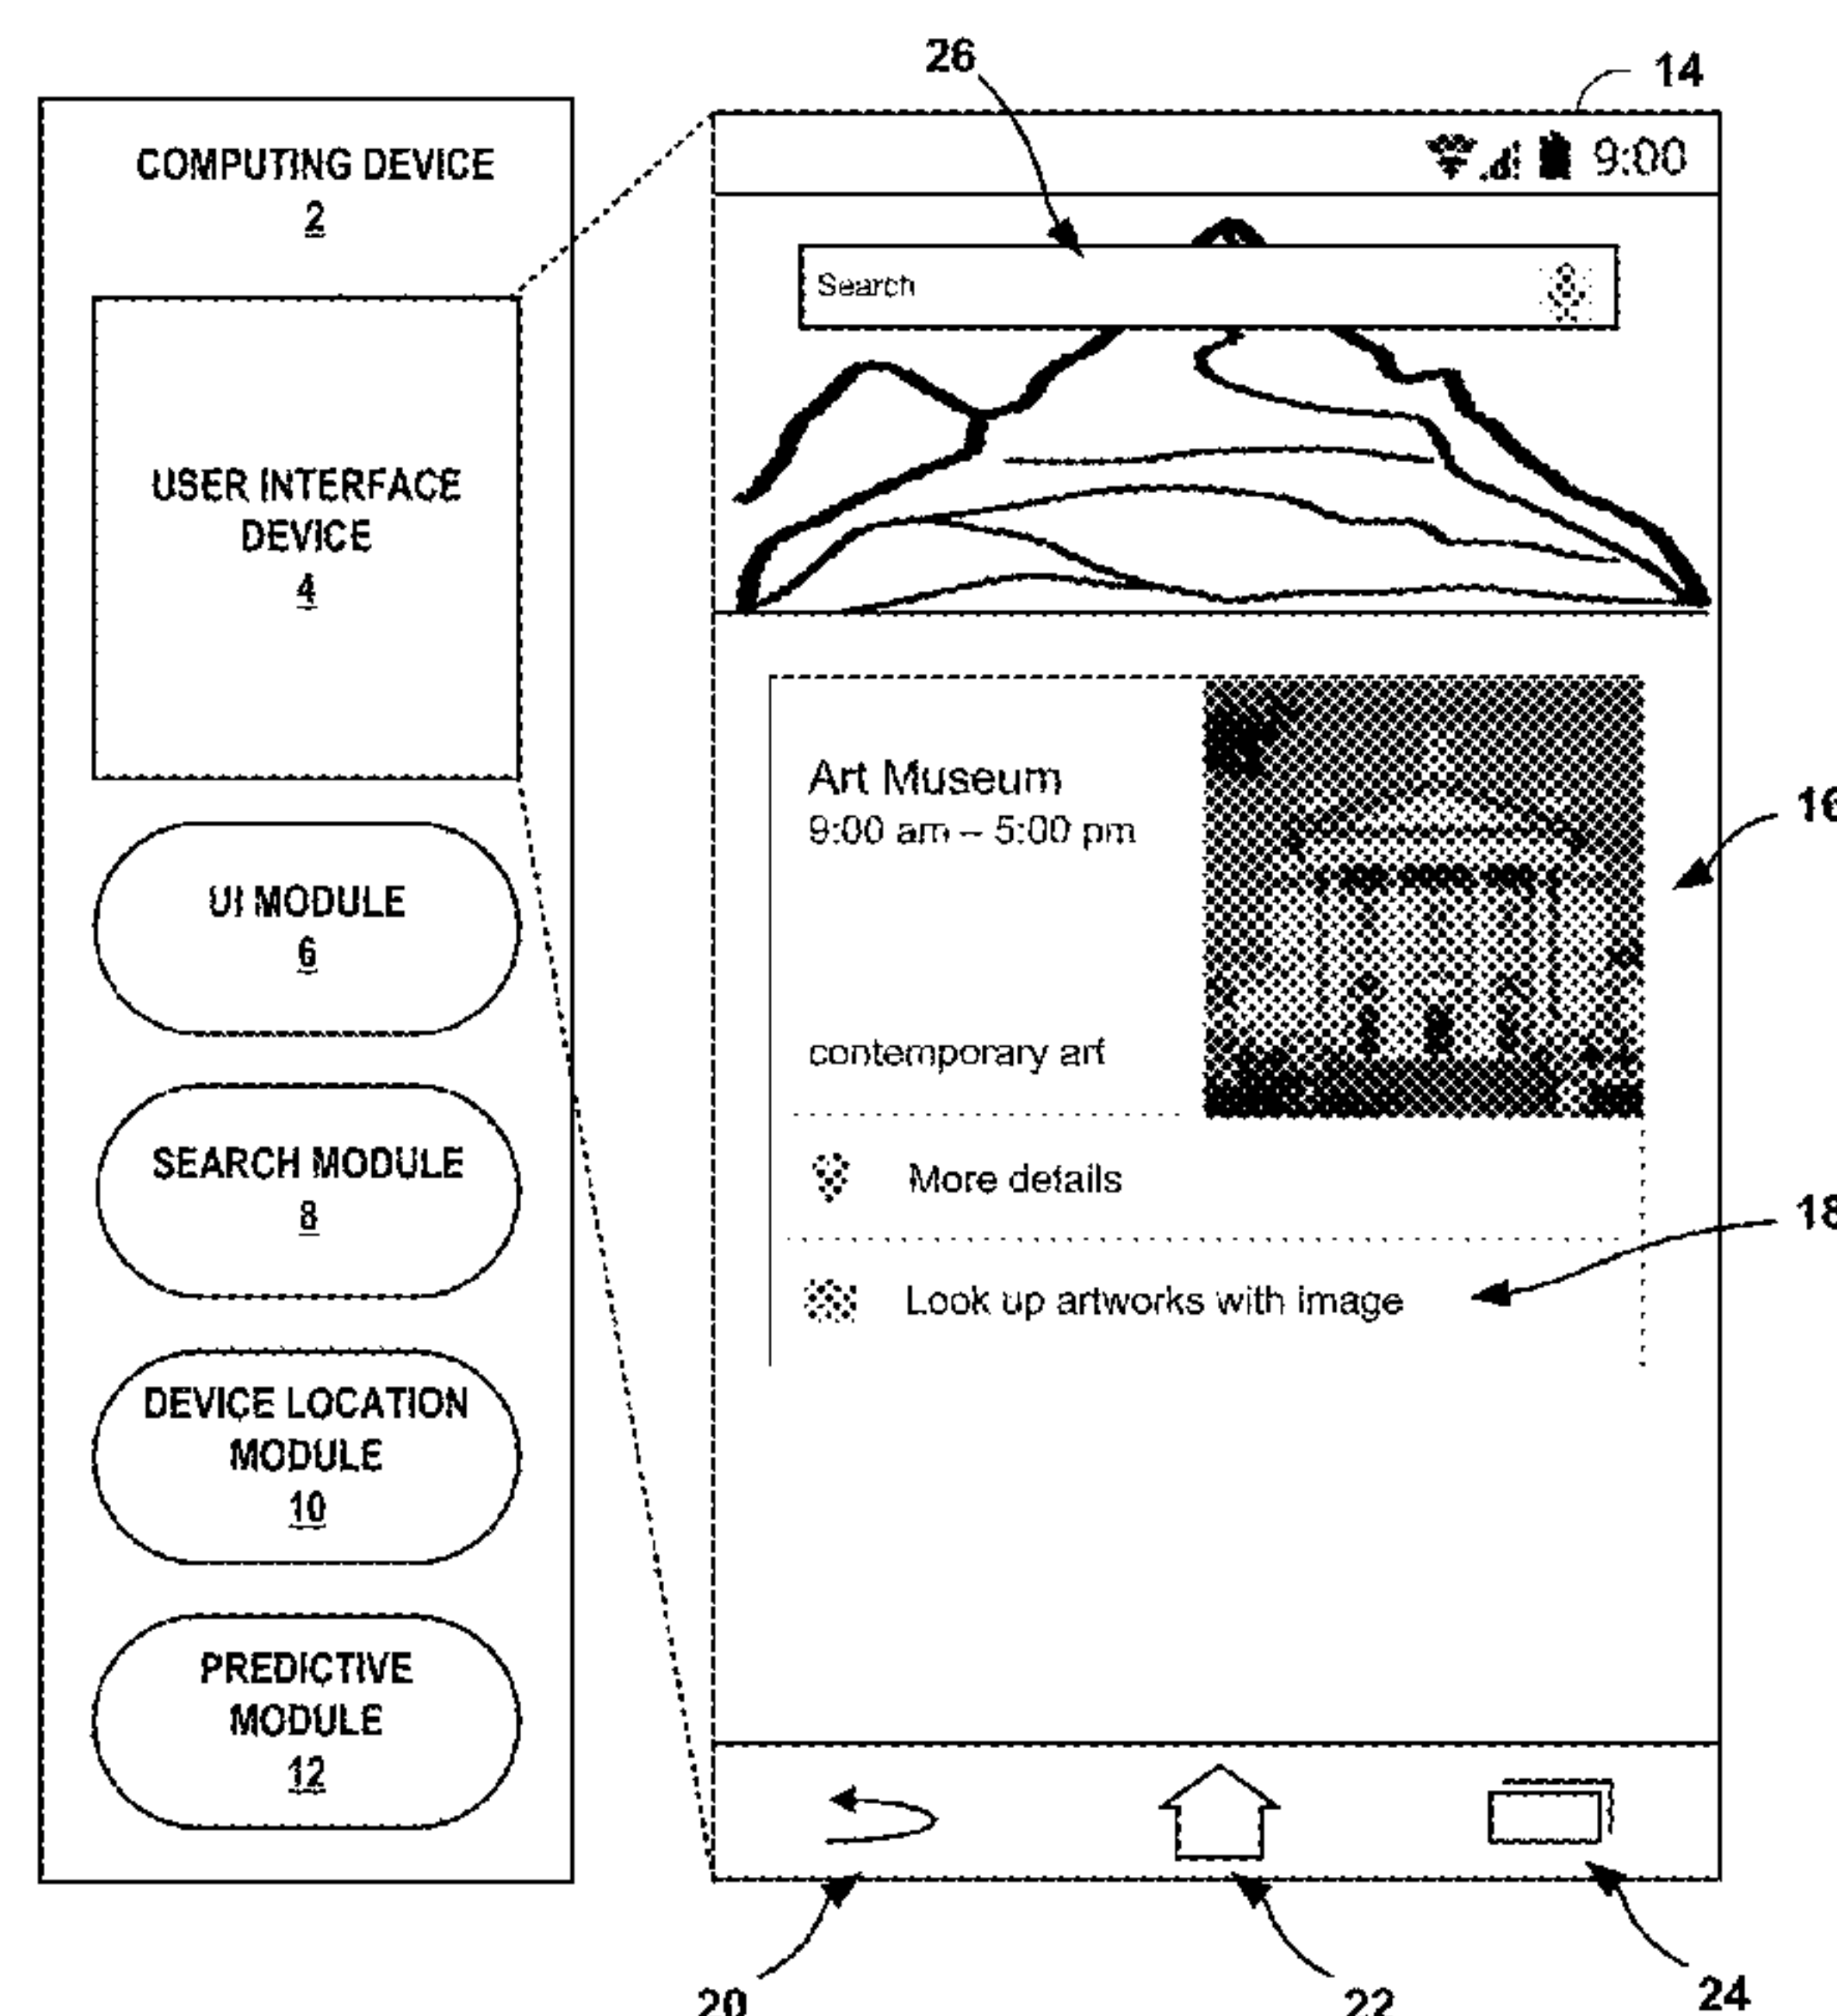 26
14
COMPUTING DEVICE
2
9:00
Search
USER INTERFACE
DEVICE
4
Art Museum
9:00 am – 5:00 pm
16
UI MODULE
6
contemporary art
SEARCH MODULE
8
More details
18
Look up artworks with image
DEVICE LOCATION
MODULE
10
PREDICTIVE
MODULE
12
20
22
24